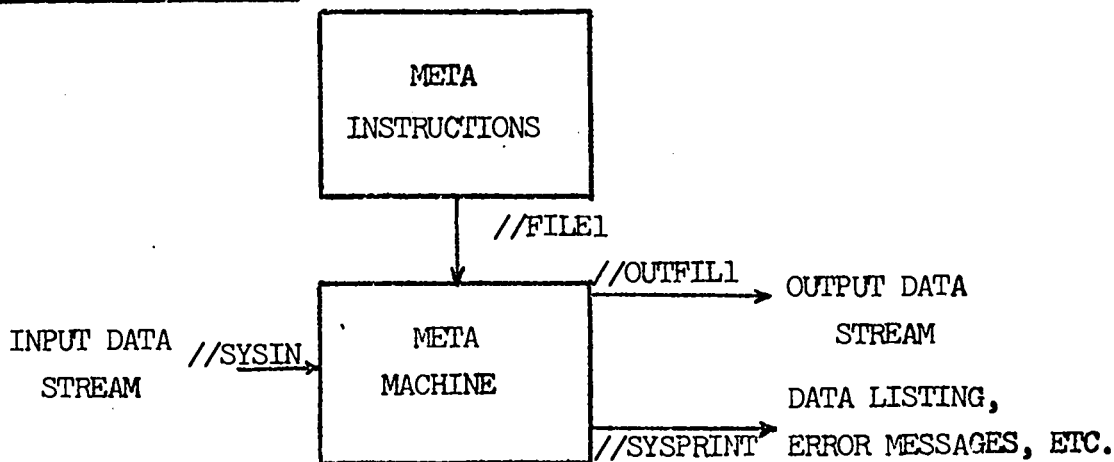 META
INSTRUCTIONS
//FILE1
//OUTFIL1
OUTPUT DATA
STREAM
INPUT DATA
STREAM
//SYSIN
META
MACHINE
DATA LISTING,
ERROR MESSAGES, ETC.
//SYSPRINT